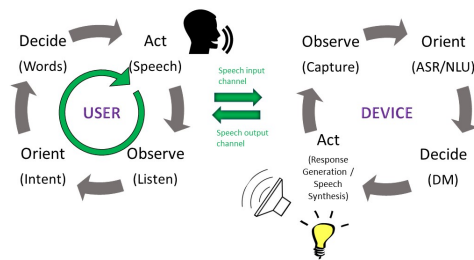 Decide
(Words)
Act
(Speech)
USER
Orient
(Intent)
Observe
(Listen)
Speech input
channel
Speech output
channel
Observe
(Capture)
Orient
(ASR/NLU)
DEVICE
Act
(Response
Generation /
Speech
Synthesis)
Decide
(DM)